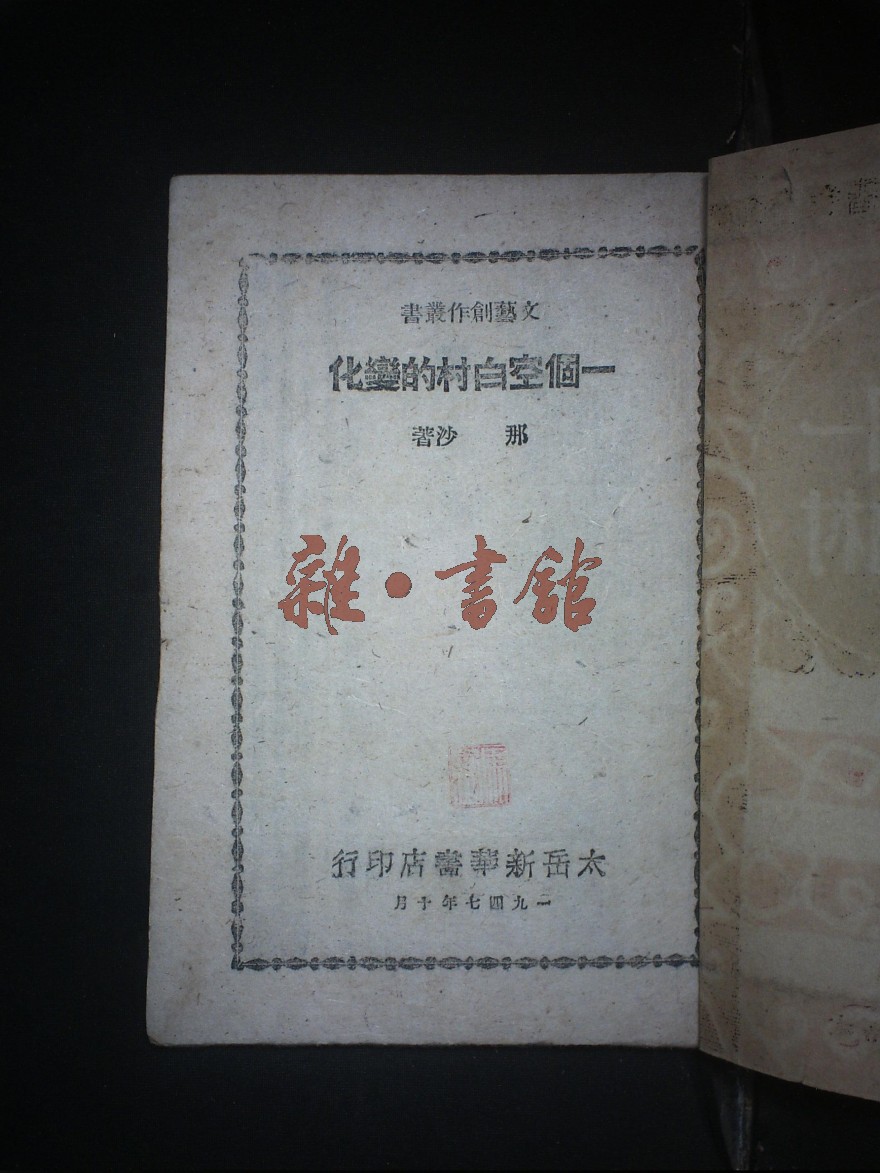 文藝創作叢書
一個空白村的變化
那 沙著
雜·書館
太岳新華書店印行
一九四七年十月